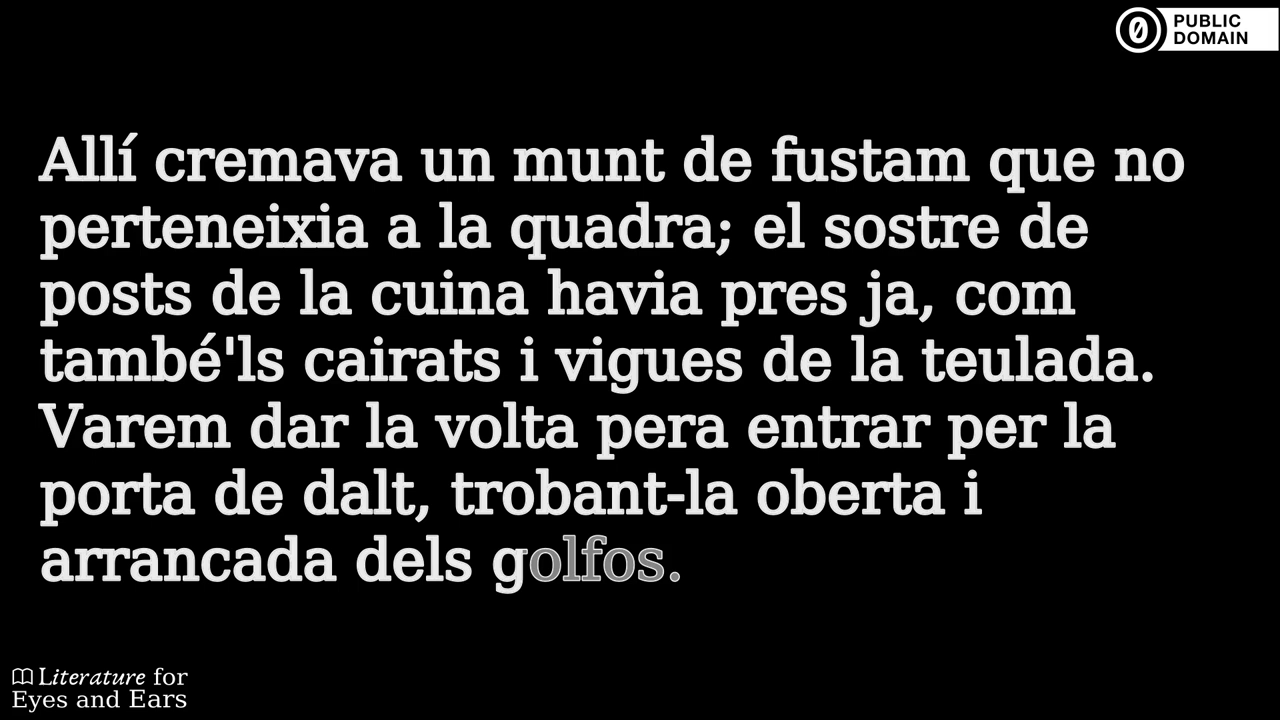 PUBLIC
DOMAIN
Allí cremava un munt de fustam que no
perteneixia a la quadra; el sostre de
posts de la cuina havia pres ja, com
també'ls cairats i vigues de la teulada.
Varem dar la volta pera entrar per la
porta de dalt, trobant-la oberta i
arrancada dels golfos.
Literature for
Eyes and Ears